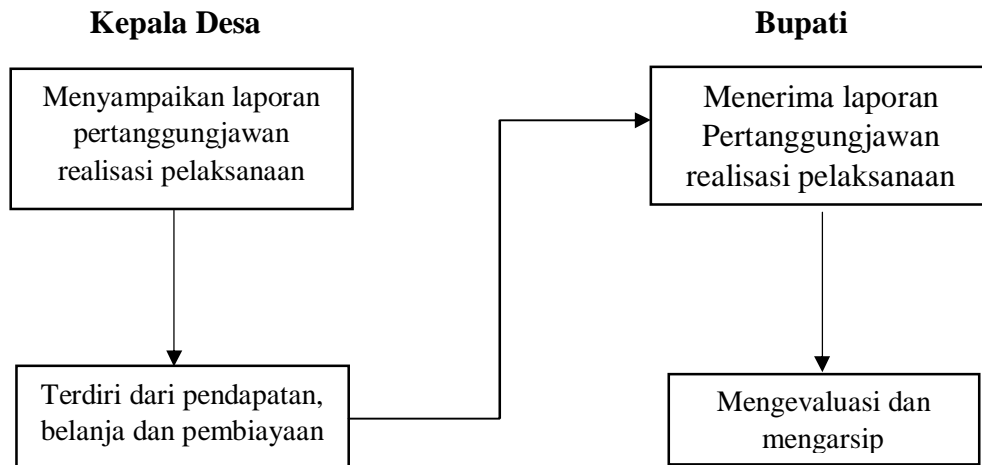 Kepala Desa
Bupati
Menyampaikan laporan
pertanggungjawan
realisasi pelaksanaan
Menerima laporan
Pertanggungjawan
realisasi pelaksanaan
Terdiri dari pendapatan,
belanja dan pembiayaan
Mengevaluasi dan
mengarsip